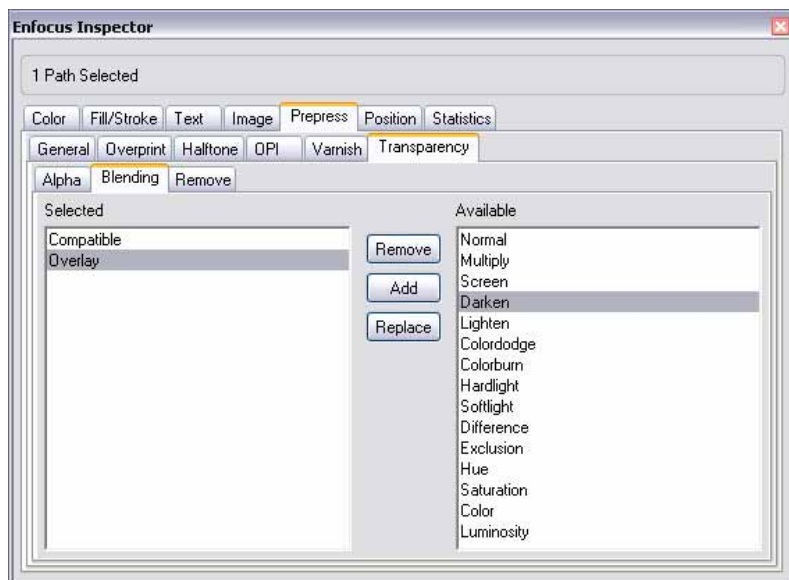 Enfocus Inspector
1 Path Selected
Color Fill/Stroke Text Image Prepress Position Statistics
General Overprint Halftone OPI Varnish Transparency
Alpha Blending Remove
Selected
Compatible
Overlay
Remove
Add
Replace
Available
Normal
Multiply
Screen
Darken
Lighten
Colordodge
Colorburn
Hardlight
Softlight
Difference
Exclusion
Hue
Saturation
Color
Luminosity